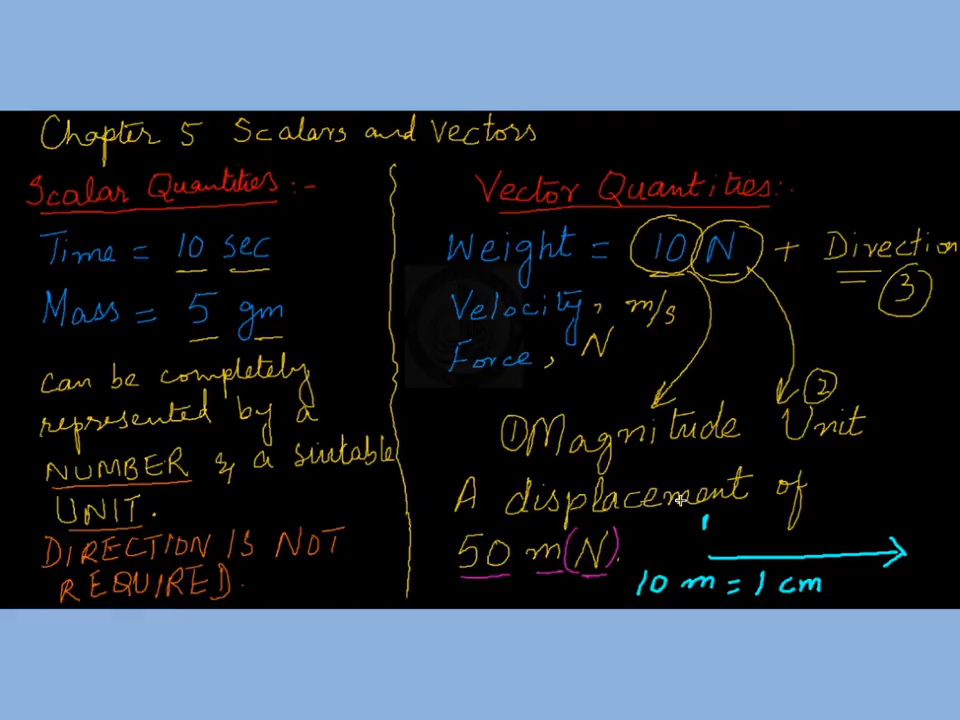 Chapter 5 Scalars and Vectors
Scalar Quantities :-
Time = 10 sec
Mass = 5 gm
can be completely
represented by a
NUMBER & a suitable
UNIT.
DIRECTION IS NOT
REQUIRED.
Vector Quantities :-
Weight = 10 N + Direction
③
Velocity, m/s
Force, N
②
①Magnitude Unit
A displacement of
50 m (N).
10 m = 1 cm